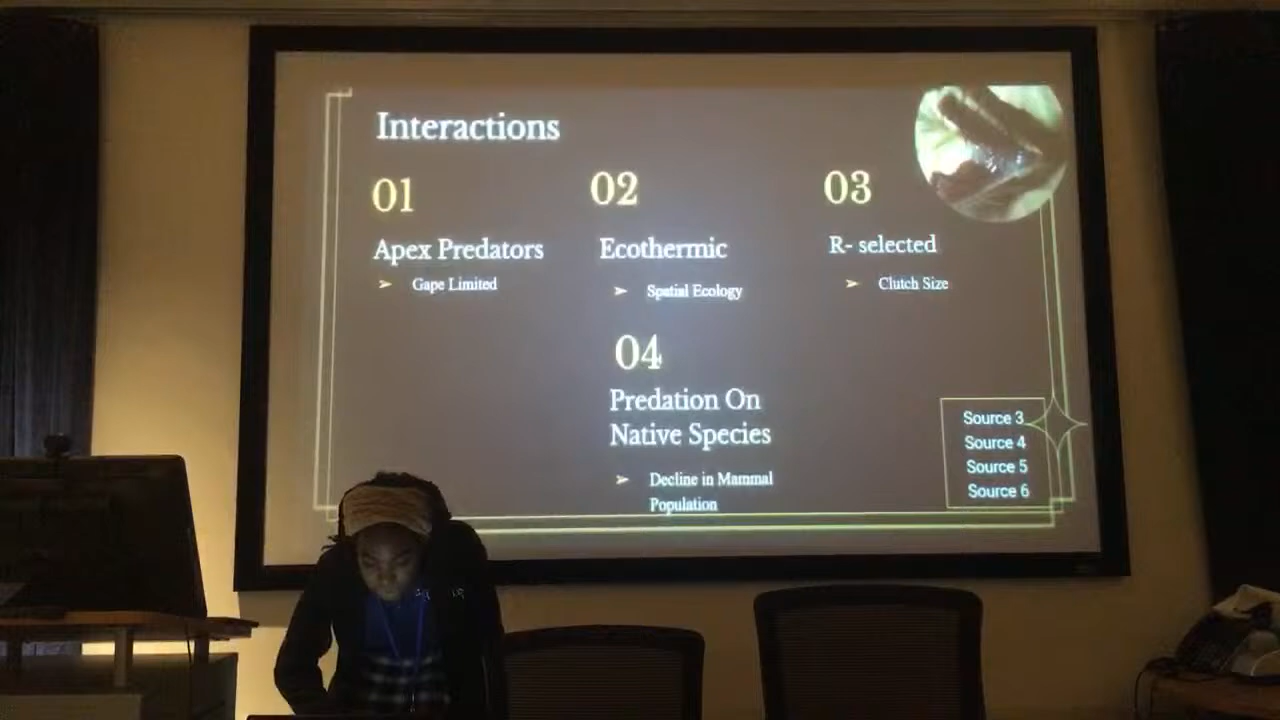 Interactions
01
Apex Predators
➢ Gape Limited
02
Ecothermic
➢ Spatial Ecology
03
R- selected
➢ Clutch Size
04
Predation On
Native Species
➢ Decline in Mammal
Population
Source 3
Source 4
Source 5
Source 6